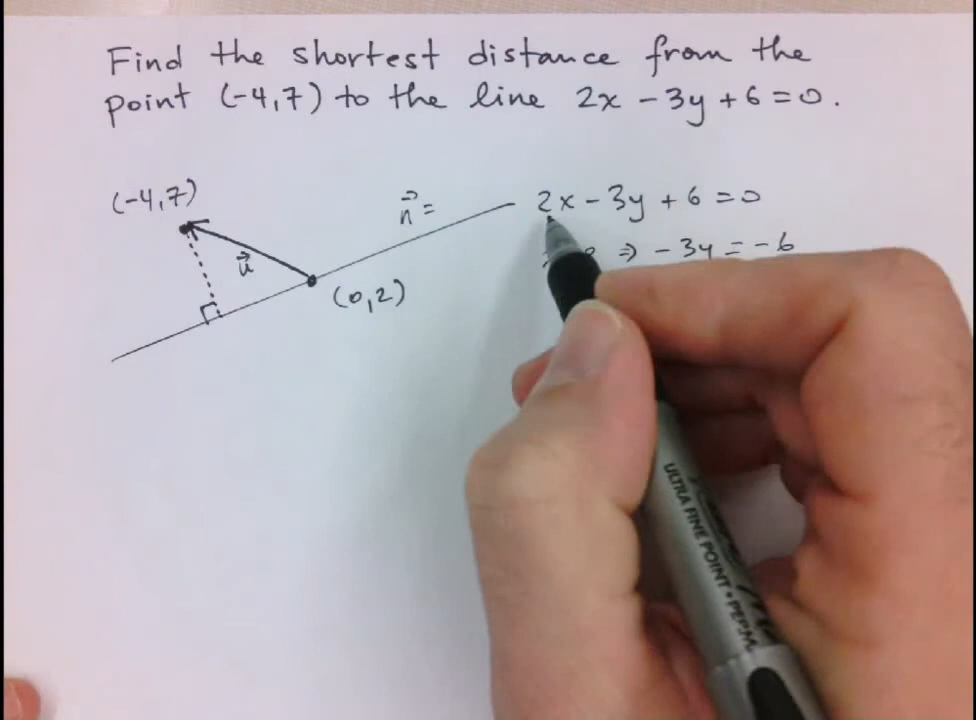 Find the shortest distance from the
point (-4,7) to the line 2x - 3y + 6 = 0.
(-4,7)
n⃗ =
2x - 3y + 6 = 0
⇒ -3y = -6
u⃗
(0,2)
ULTRA FINE POINT •